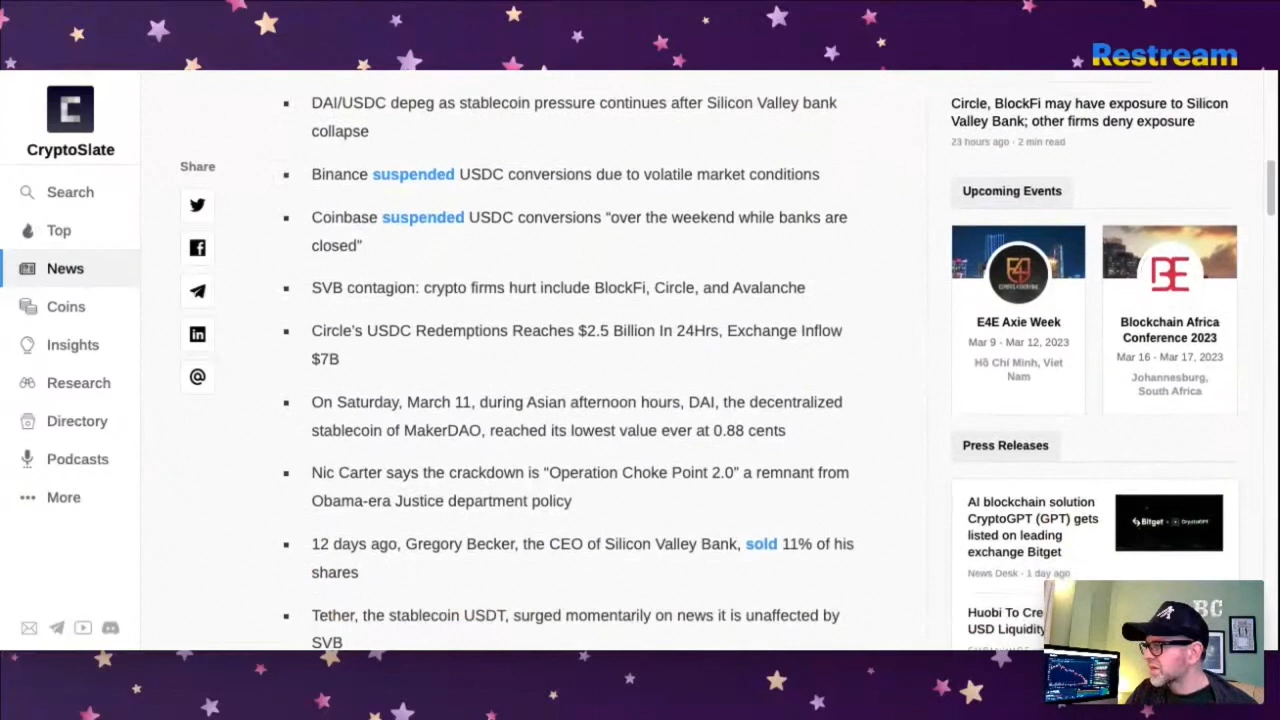 Restream
CryptoSlate
Search
Top
News
Coins
Insights
Research
Directory
Podcasts
More
Share
DAI/USDC depeg as stablecoin pressure continues after Silicon Valley bank
collapse
Binance suspended USDC conversions due to volatile market conditions
Coinbase suspended USDC conversions “over the weekend while banks are
closed”
SVB contagion: crypto firms hurt include BlockFi, Circle, and Avalanche
Circle’s USDC Redemptions Reaches $2.5 Billion In 24Hrs, Exchange Inflow
$7B
On Saturday, March 11, during Asian afternoon hours, DAI, the decentralized
stablecoin of MakerDAO, reached its lowest value ever at 0.88 cents
Nic Carter says the crackdown is “Operation Choke Point 2.0” a remnant from
Obama-era Justice department policy
12 days ago, Gregory Becker, the CEO of Silicon Valley Bank, sold 11% of his
shares
Tether, the stablecoin USDT, surged momentarily on news it is unaffected by
SVB
Circle, BlockFi may have exposure to Silicon
Valley Bank; other firms deny exposure
23 hours ago · 2 min read
Upcoming Events
E4E Axie Week
Mar 9 - Mar 12, 2023
Hồ Chí Minh, Viet
Nam
Blockchain Africa
Conference 2023
Mar 16 - Mar 17, 2023
Johannesburg,
South Africa
Press Releases
AI blockchain solution
CryptoGPT (GPT) gets
listed on leading
exchange Bitget
News Desk · 1 day ago
Bitget × CryptoGPT
Huobi To Cre
USD Liquidity
BC